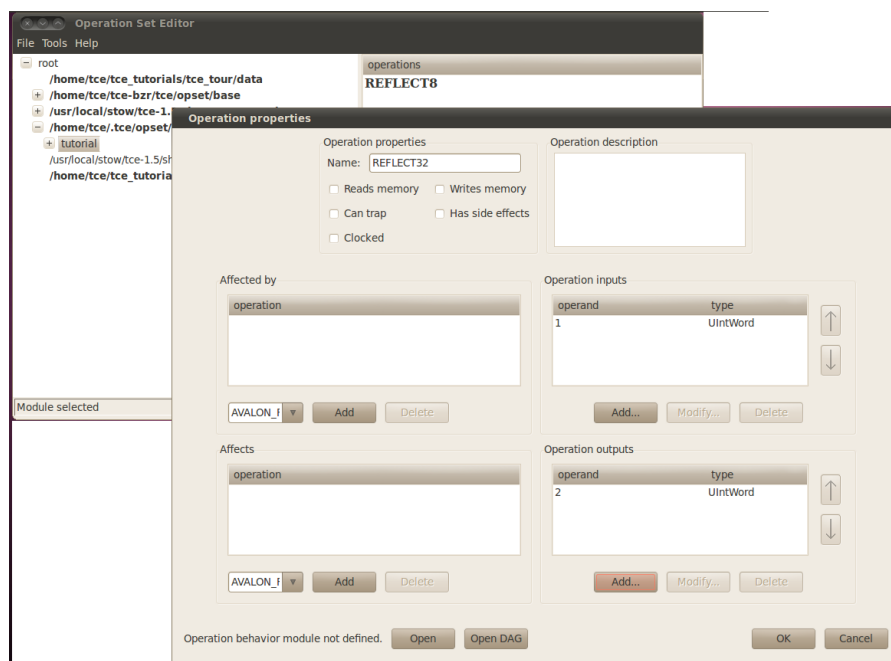 Operation Set Editor
File Tools Help
root
/home/tce/tce_tutorials/tce_tour/data
/home/tce/tce-bzr/tce/opset/base
/usr/local/stow/tce-1.
/home/tce/.tce/opset/
tutorial
/usr/local/stow/tce-1.5/sh
/home/tce/tce_tutoria
operations
REFLECT8
Module selected
Operation properties
Operation properties
Name: REFLECT32
Reads memory Writes memory
Can trap Has side effects
Clocked
Operation description
Affected by
operation
AVALON_F Add Delete
Operation inputs
operand type
1 UIntWord
Add... Modify... Delete
Affects
operation
AVALON_F Add Delete
Operation outputs
operand type
2 UIntWord
Add... Modify... Delete
Operation behavior module not defined. Open Open DAG
OK Cancel